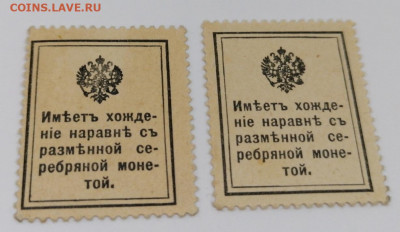 COINS.LAVE.RU
Имѣетъ хожде-
ніе наравнѣ съ
размѣнной се-
ребряной моне-
той.
Имѣетъ хожде-
ніе наравнѣ съ
размѣнной се-
ребряной моне-
той.